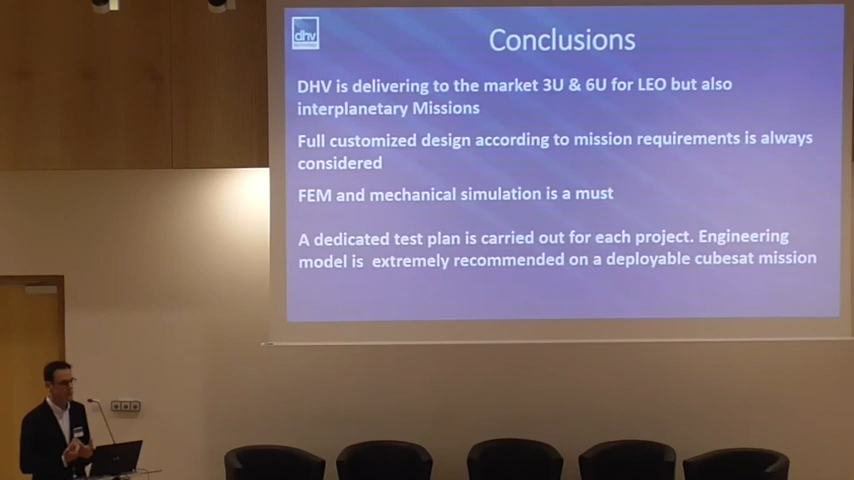 dhv
Conclusions
DHV is delivering to the market 3U & 6U for LEO but also
interplanetary Missions
Full customized design according to mission requirements is always
considered
FEM and mechanical simulation is a must
A dedicated test plan is carried out for each project. Engineering
model is extremely recommended on a deployable cubesat mission